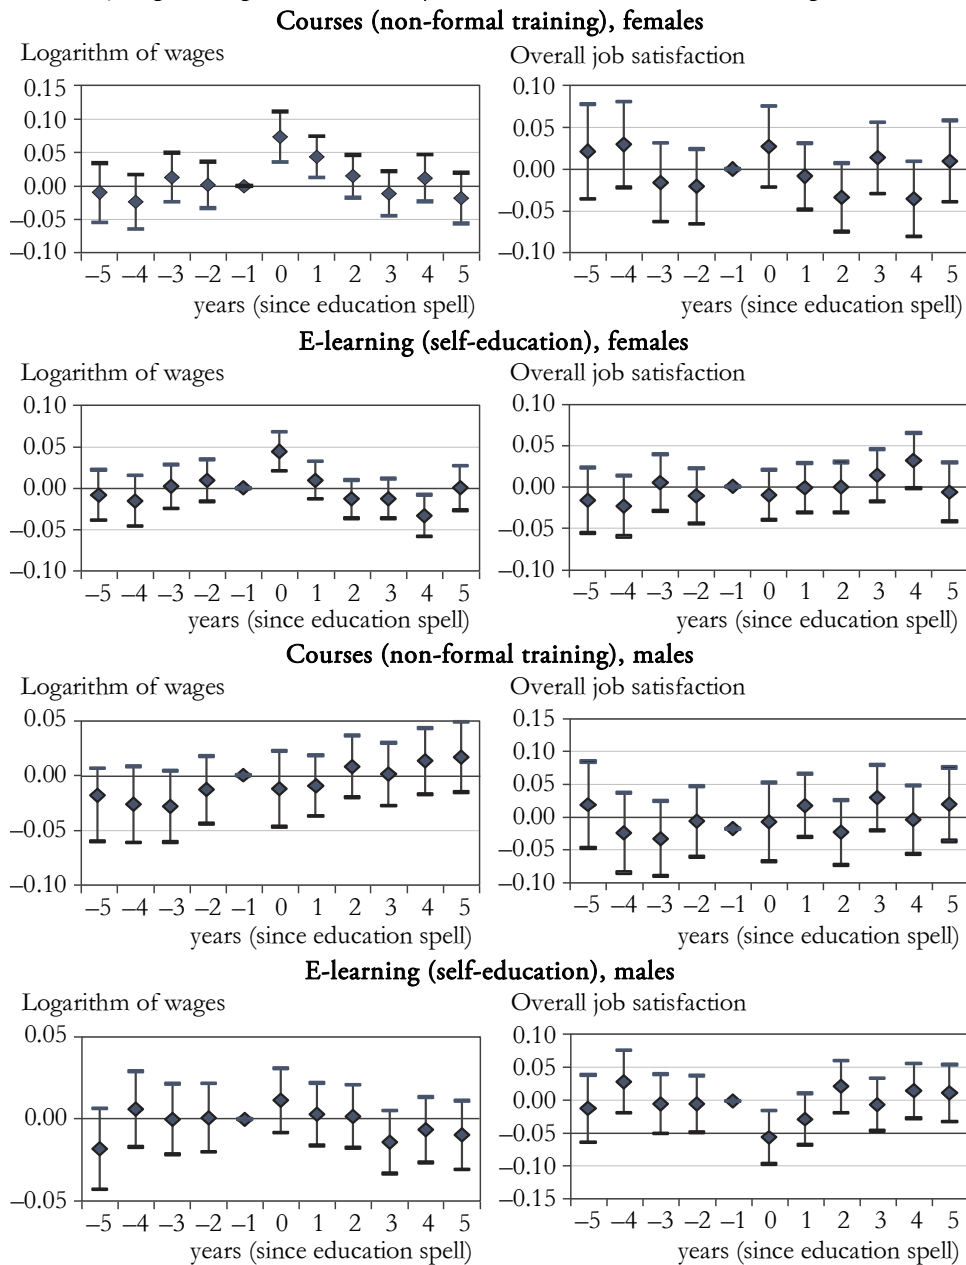 Courses (non-formal training), females
Logarithm of wages
0.15
0.10
0.05
0.00
–0.05
–0.10
–5 –4 –3 –2 –1 0 1 2 3 4 5
years (since education spell)
Overall job satisfaction
0.10
0.05
0.00
–0.05
–0.10
–5 –4 –3 –2 –1 0 1 2 3 4 5
years (since education spell)
E-learning (self-education), females
Logarithm of wages
0.10
0.05
0.00
–0.05
–0.10
–5 –4 –3 –2 –1 0 1 2 3 4 5
years (since education spell)
Overall job satisfaction
0.10
0.05
0.00
–0.05
–0.10
–5 –4 –3 –2 –1 0 1 2 3 4 5
years (since education spell)
Courses (non-formal training), males
Logarithm of wages
0.05
0.00
–0.05
–0.10
–5 –4 –3 –2 –1 0 1 2 3 4 5
years (since education spell)
Overall job satisfaction
0.15
0.10
0.05
0.00
–0.05
–0.10
–5 –4 –3 –2 –1 0 1 2 3 4 5
years (since education spell)
E-learning (self-education), males
Logarithm of wages
0.05
0.00
–0.05
–5 –4 –3 –2 –1 0 1 2 3 4 5
years (since education spell)
Overall job satisfaction
0.10
0.05
0.00
–0.05
–0.10
–0.15
–5 –4 –3 –2 –1 0 1 2 3 4 5
years (since education spell)